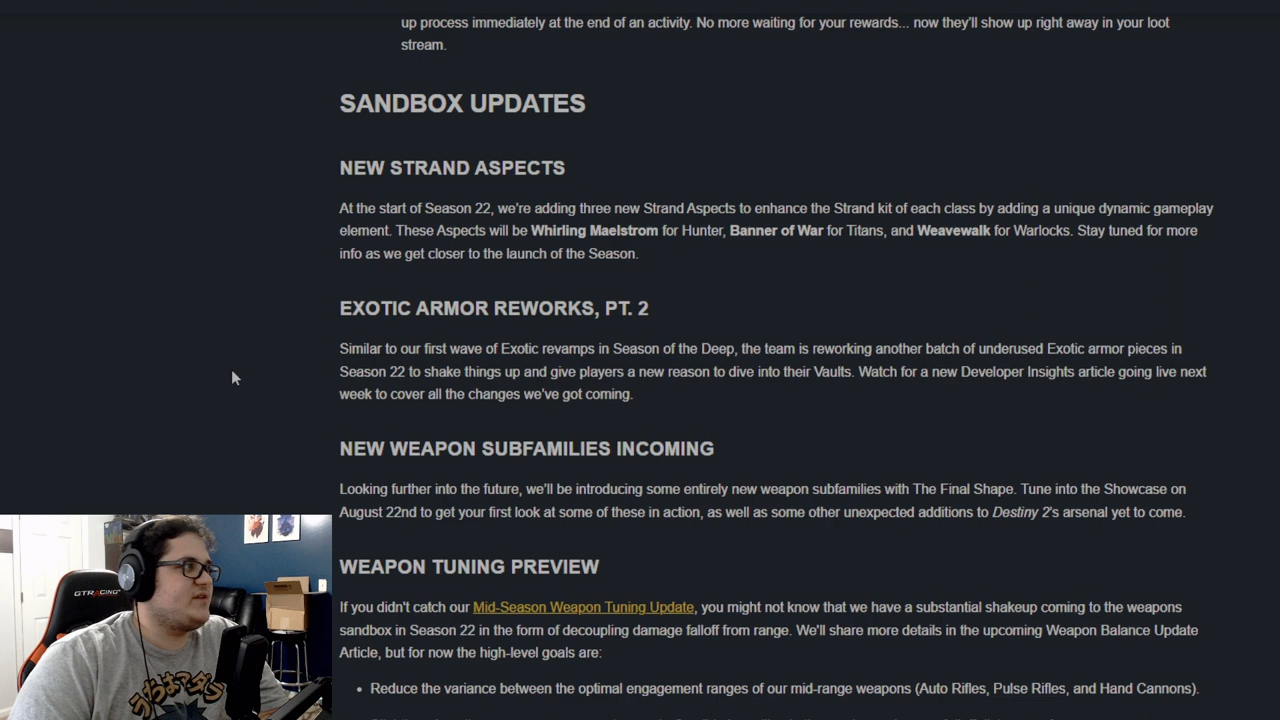 up process immediately at the end of an activity. No more waiting for your rewards... now they'll show up right away in your loot
stream.
SANDBOX UPDATES
NEW STRAND ASPECTS
At the start of Season 22, we're adding three new Strand Aspects to enhance the Strand kit of each class by adding a unique dynamic gameplay
element. These Aspects will be Whirling Maelstrom for Hunter, Banner of War for Titans, and Weavewalk for Warlocks. Stay tuned for more
info as we get closer to the launch of the Season.
EXOTIC ARMOR REWORKS, PT. 2
Similar to our first wave of Exotic revamps in Season of the Deep, the team is reworking another batch of underused Exotic armor pieces in
Season 22 to shake things up and give players a new reason to dive into their Vaults. Watch for a new Developer Insights article going live next
week to cover all the changes we've got coming.
NEW WEAPON SUBFAMILIES INCOMING
Looking further into the future, we'll be introducing some entirely new weapon subfamilies with The Final Shape. Tune into the Showcase on
August 22nd to get your first look at some of these in action, as well as some other unexpected additions to Destiny 2's arsenal yet to come.
WEAPON TUNING PREVIEW
If you didn't catch our Mid-Season Weapon Tuning Update, you might not know that we have a substantial shakeup coming to the weapons
sandbox in Season 22 in the form of decoupling damage falloff from range. We'll share more details in the upcoming Weapon Balance Update
Article, but for now the high-level goals are:
• Reduce the variance between the optimal engagement ranges of our mid-range weapons (Auto Rifles, Pulse Rifles, and Hand Cannons).
GTRACING
うちはマダラ